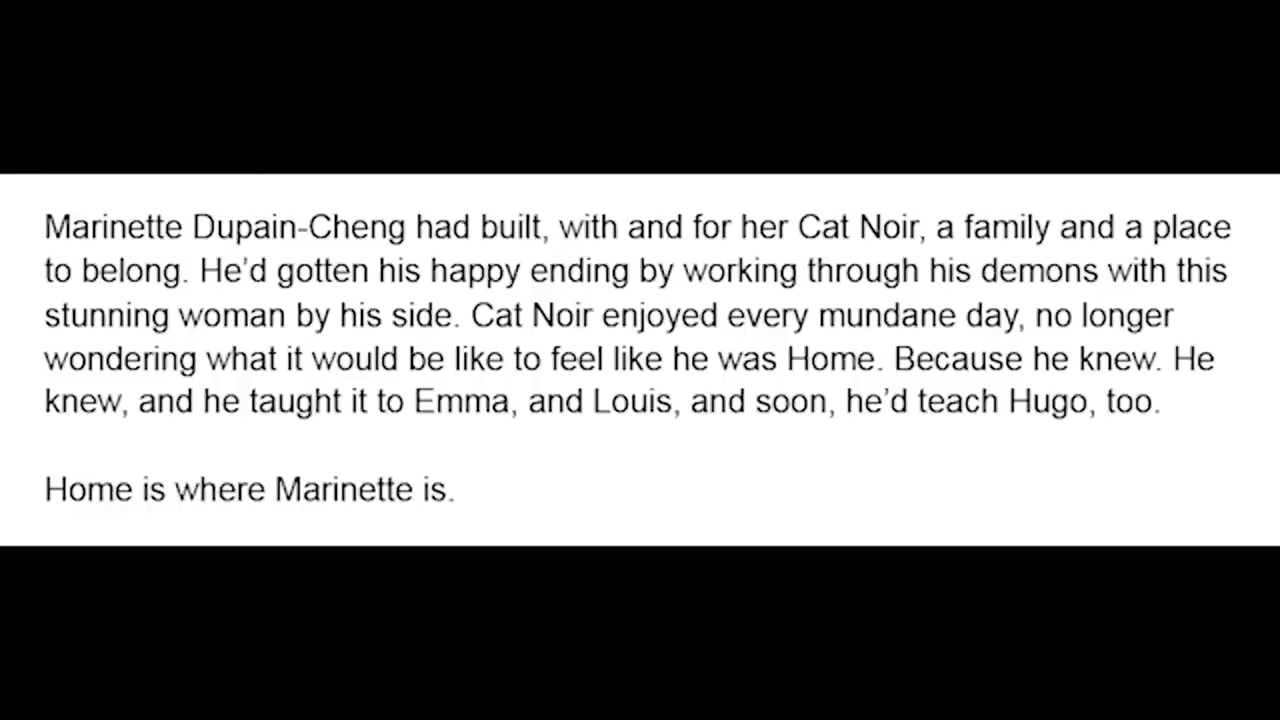 Marinette Dupain-Cheng had built, with and for her Cat Noir, a family and a place
to belong. He’d gotten his happy ending by working through his demons with this
stunning woman by his side. Cat Noir enjoyed every mundane day, no longer
wondering what it would be like to feel like he was Home. Because he knew. He
knew, and he taught it to Emma, and Louis, and soon, he’d teach Hugo, too.
Home is where Marinette is.